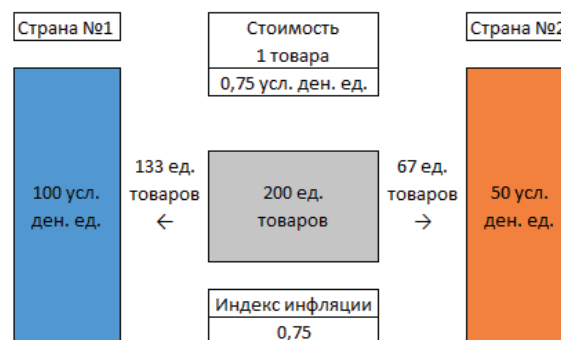 Страна №1
Стоимость
1 товара
0,75 усл. ден. ед.
Страна №2
100 усл.
ден. ед.
133 ед.
товаров
←
200 ед.
товаров
67 ед.
товаров
→
50 усл.
ден. ед.
Индекс инфляции
0,75